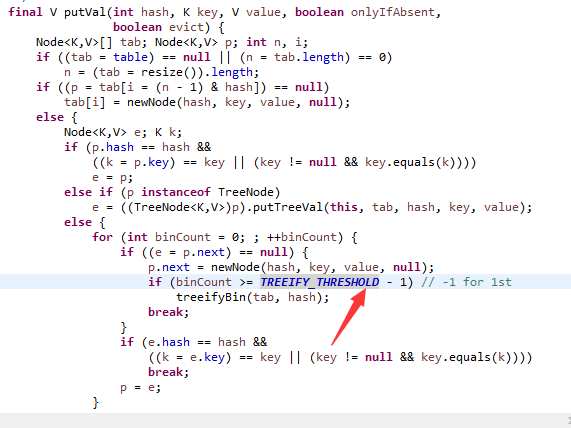 final V putVal(int hash, K key, V value, boolean onlyIfAbsent,
boolean evict) {
Node<K,V>[] tab; Node<K,V> p; int n, i;
if ((tab = table) == null || (n = tab.length) == 0)
n = (tab = resize()).length;
if ((p = tab[i = (n - 1) & hash]) == null)
tab[i] = newNode(hash, key, value, null);
else {
Node<K,V> e; K k;
if (p.hash == hash &&
((k = p.key) == key || (key != null && key.equals(k))))
e = p;
else if (p instanceof TreeNode)
e = ((TreeNode<K,V>)p).putTreeVal(this, tab, hash, key, value);
else {
for (int binCount = 0; ; ++binCount) {
if ((e = p.next) == null) {
p.next = newNode(hash, key, value, null);
if (binCount >= TREEIFY_THRESHOLD - 1) // -1 for 1st
treeifyBin(tab, hash);
break;
}
if (e.hash == hash &&
((k = e.key) == key || (key != null && key.equals(k))))
break;
p = e;
}